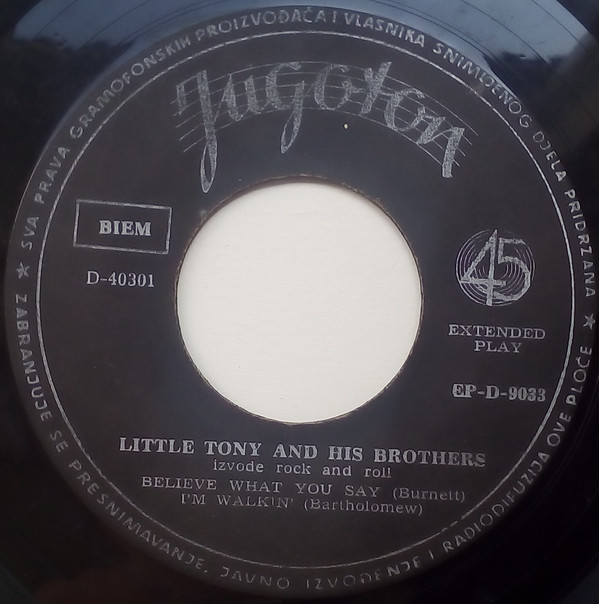 ★ SVA PRAVA GRAMOFONSKIH PROIZVOĐAČA I VLASNIKA SNIMLJENOG DJELA PRIDRŽANA ★ ZABRANJUJE SE PRESNIMAVANJE, JAVNO IZVOĐENJE I RADIODIFUZIJA OVE PLOČE
Jugoton
BIEM
D-40301
45
EXTENDED
PLAY
EP-D-9033
LITTLE TONY AND HIS BROTHERS
izvode rock and roll
BELIEVE WHAT YOU SAY (Burnett)
I'M WALKIN' (Bartholomew)